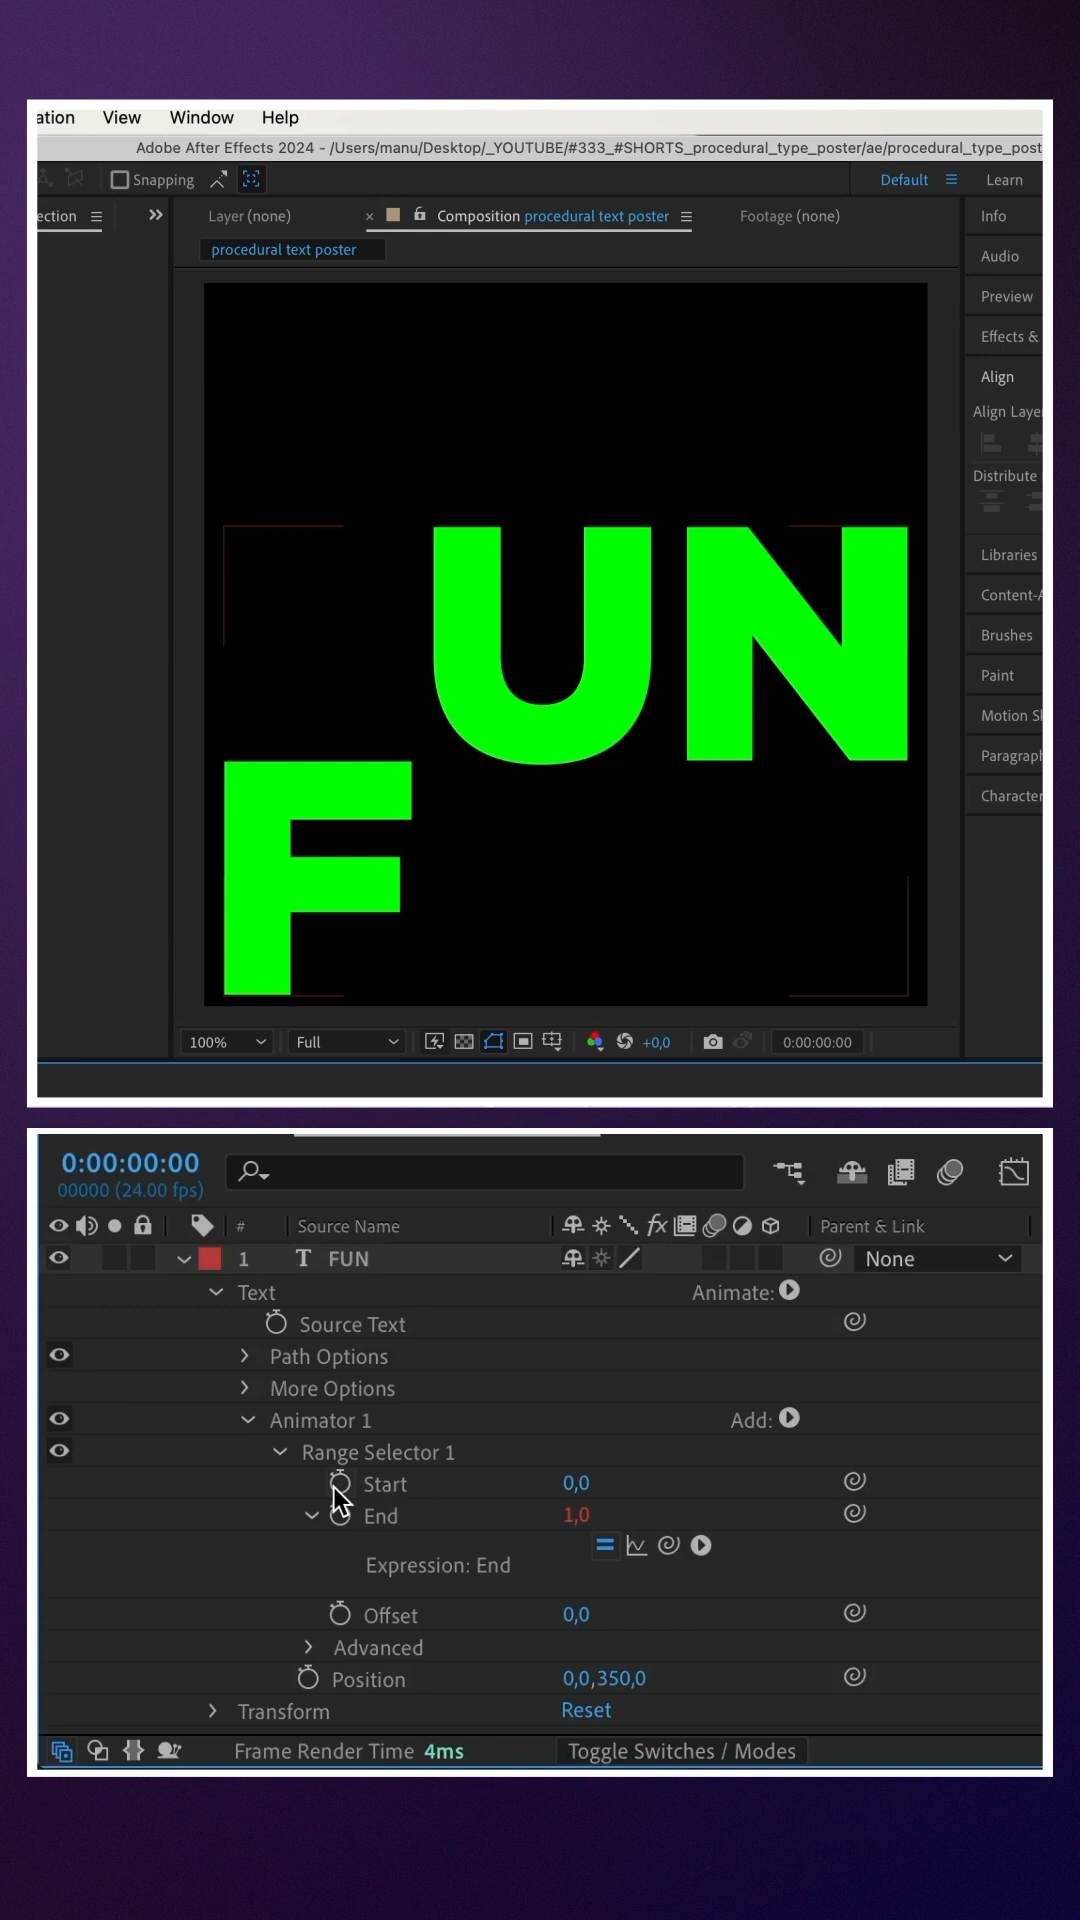 ation View Window Help
Adobe After Effects 2024 - /Users/manu/Desktop/_YOUTUBE/#333_#SHORTS_procedural_type_poster/ae/procedural_type_post
Snapping Default Learn
ection Layer (none) × Composition procedural text poster Footage (none) Info
procedural text poster
Audio
Preview
Effects &
Align
Align Laye
Distribute
Libraries
Content-A
Brushes
Paint
Motion S
Paragraph
Character
UN
F
100% Full +0,0 0:00:00:00
0:00:00:00
00000 (24.00 fps)
# Source Name fx Parent & Link
1 T FUN None
Text Animate:
Source Text
Path Options
More Options
Animator 1 Add:
Range Selector 1
Start 0,0
End 1,0
Expression: End
Offset 0,0
Advanced
Position 0,0,350,0
Transform Reset
Frame Render Time 4ms Toggle Switches / Modes